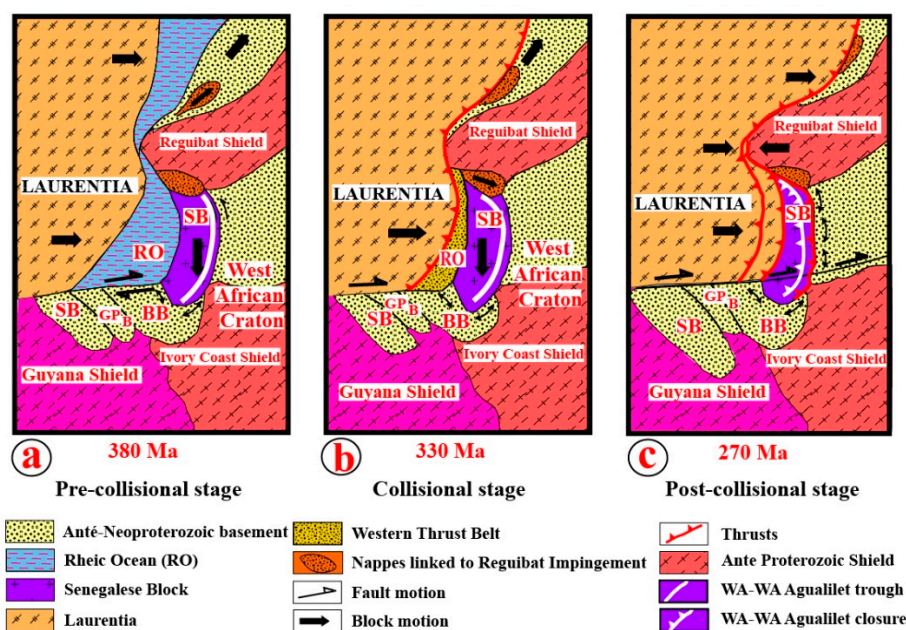 LAURENTIA
Reguibat Shield
SB
RO
West
African
Craton
SB
GP
B
BB
Ivory Coast Shield
Guyana Shield
LAURENTIA
Reguibat Shield
SB
RO
West
African
Craton
SB
GP
B
BB
Ivory Coast Shield
Guyana Shield
LAURENTIA
Reguibat Shield
SB
SB
GP
B
BB
Ivory Coast Shield
Guyana Shield
a 380 Ma
b 330 Ma
c 270 Ma
Pre-collisional stage
Collisional stage
Post-collision stage
Anté-Neoproterozoic basement
Rheic Ocean (RO)
Senegalese Block
Laurentia
Western Thrust Belt
Nappes linked to Reguibat Impingement
Fault motion
Block motion
Thrusts
Ante Proterozoic Shield
WA-WA Agualilet trough
WA-WA Agualilet closure